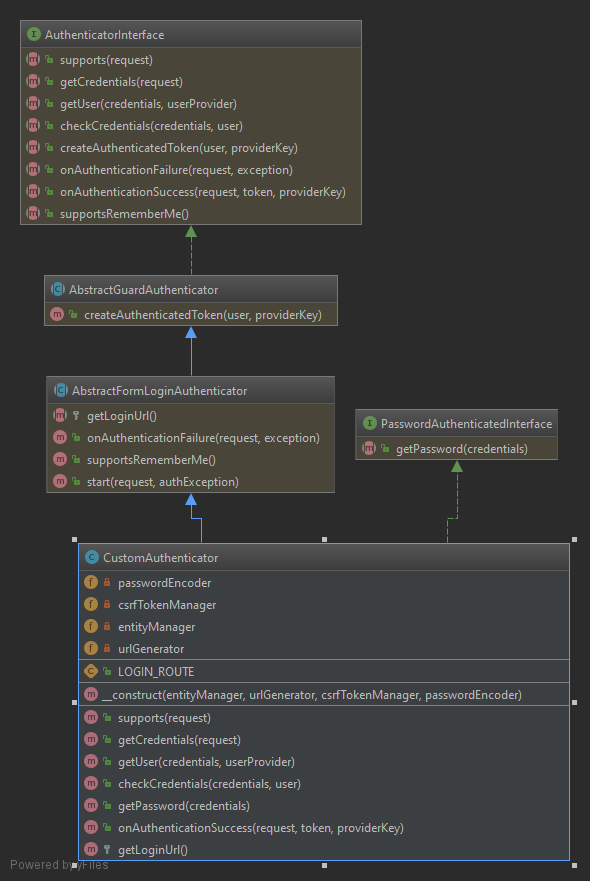 AuthenticatorInterface
supports(request)
getCredentials(request)
getUser(credentials, userProvider)
checkCredentials(credentials, user)
createAuthenticatedToken(user, providerKey)
onAuthenticationFailure(request, exception)
onAuthenticationSuccess(request, token, providerKey)
supportsRememberMe()
AbstractGuardAuthenticator
createAuthenticatedToken(user, providerKey)
AbstractFormLoginAuthenticator
getLoginUrl()
onAuthenticationFailure(request, exception)
supportsRememberMe()
start(request, authException)
PasswordAuthenticatedInterface
getPassword(credentials)
CustomAuthenticator
passwordEncoder
csrfTokenManager
entityManager
urlGenerator
LOGIN_ROUTE
__construct(entityManager, urlGenerator, csrfTokenManager, passwordEncoder)
supports(request)
getCredentials(request)
getUser(credentials, userProvider)
checkCredentials(credentials, user)
getPassword(credentials)
onAuthenticationSuccess(request, token, providerKey)
getLoginUrl()
Powered by yFiles